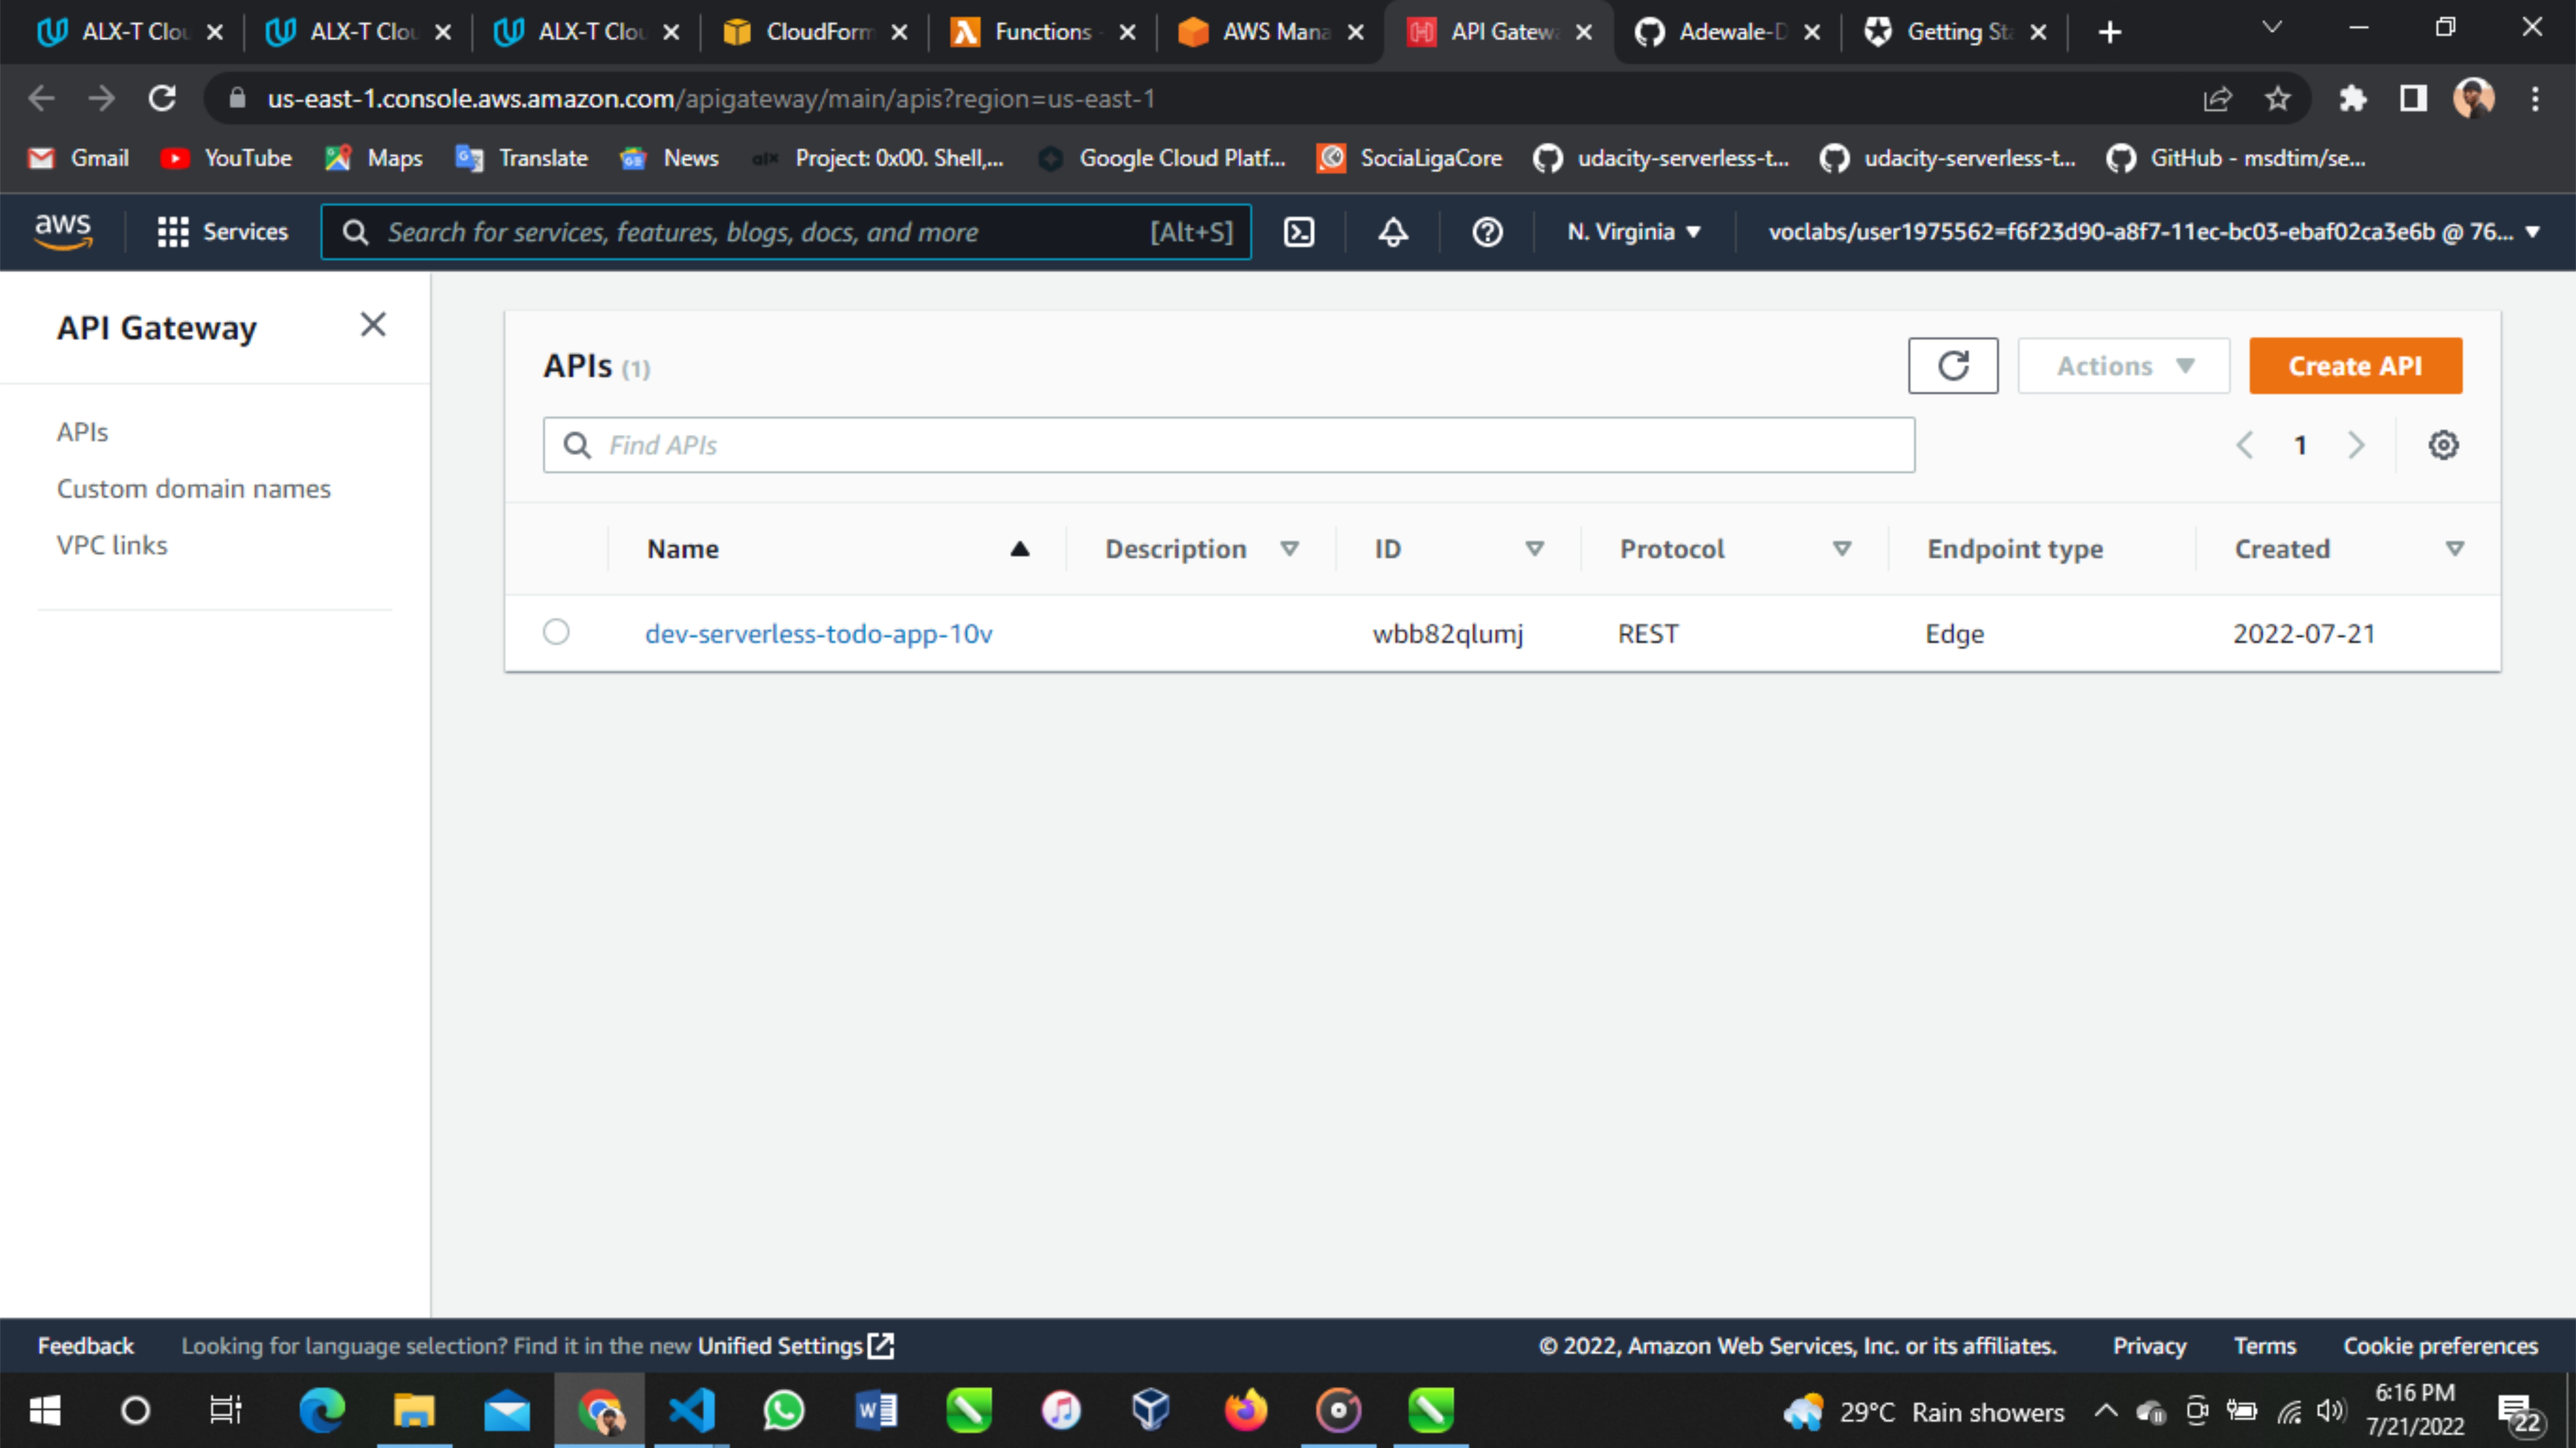 ALX-T Clou ALX-T Clou ALX-T Clou CloudForm Functions - AWS Mana API Gatewa Adewale-D Getting Sta
us-east-1.console.aws.amazon.com/apigateway/main/apis?region=us-east-1
Gmail YouTube Maps Translate News alx Project: 0x00. Shell,... Google Cloud Platf... SociaLigaCore udacity-serverless-t... udacity-serverless-t... GitHub - msdtim/se...
aws Services Search for services, features, blogs, docs, and more [Alt+S] N. Virginia voclabs/user1975562=f6f23d90-a8f7-11ec-bc03-ebaf02ca3e6b @ 76...
API Gateway
APIs
Custom domain names
VPC links
APIs (1) Actions Create API
Find APIs 1
Name Description ID Protocol Endpoint type Created
dev-serverless-todo-app-10v wbb82qlumj REST Edge 2022-07-21
Feedback Looking for language selection? Find it in the new Unified Settings © 2022, Amazon Web Services, Inc. or its affiliates. Privacy Terms Cookie preferences
29°C Rain showers 6:16 PM
7/21/2022 22